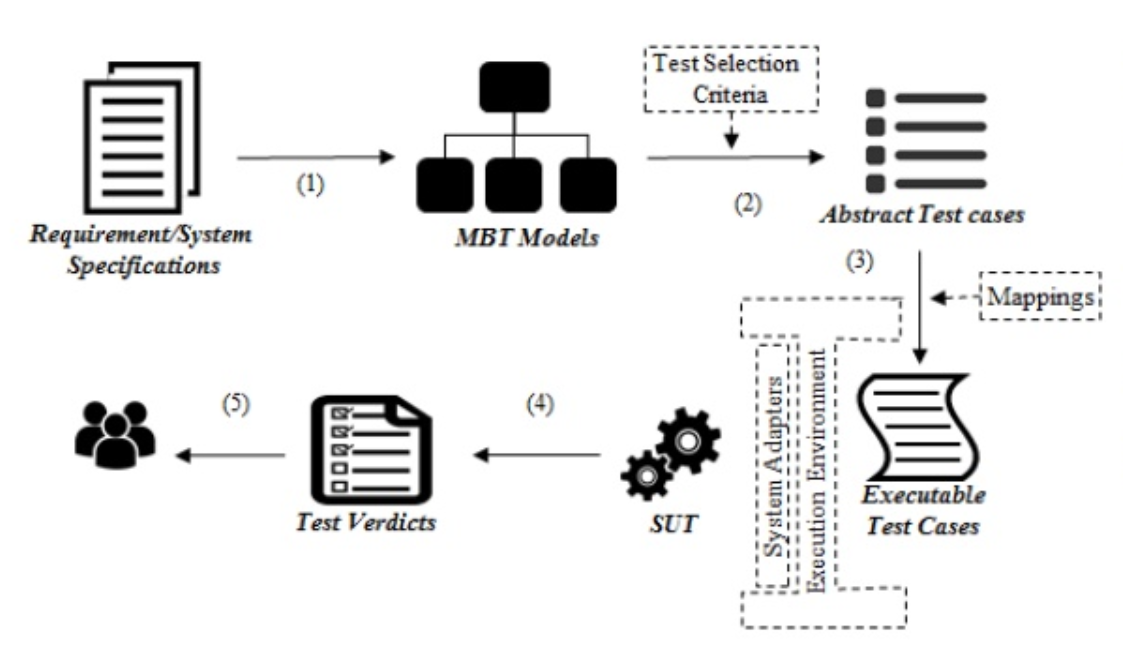 Test Selection
Criteria
(1)
(2)
Requirement/System
Specifications
MBT Models
Abstract Test cases
(3)
Mappings
System Adapters
Execution Environment
Executable
Test Cases
(4)
SUT
(5)
Test Verdicts